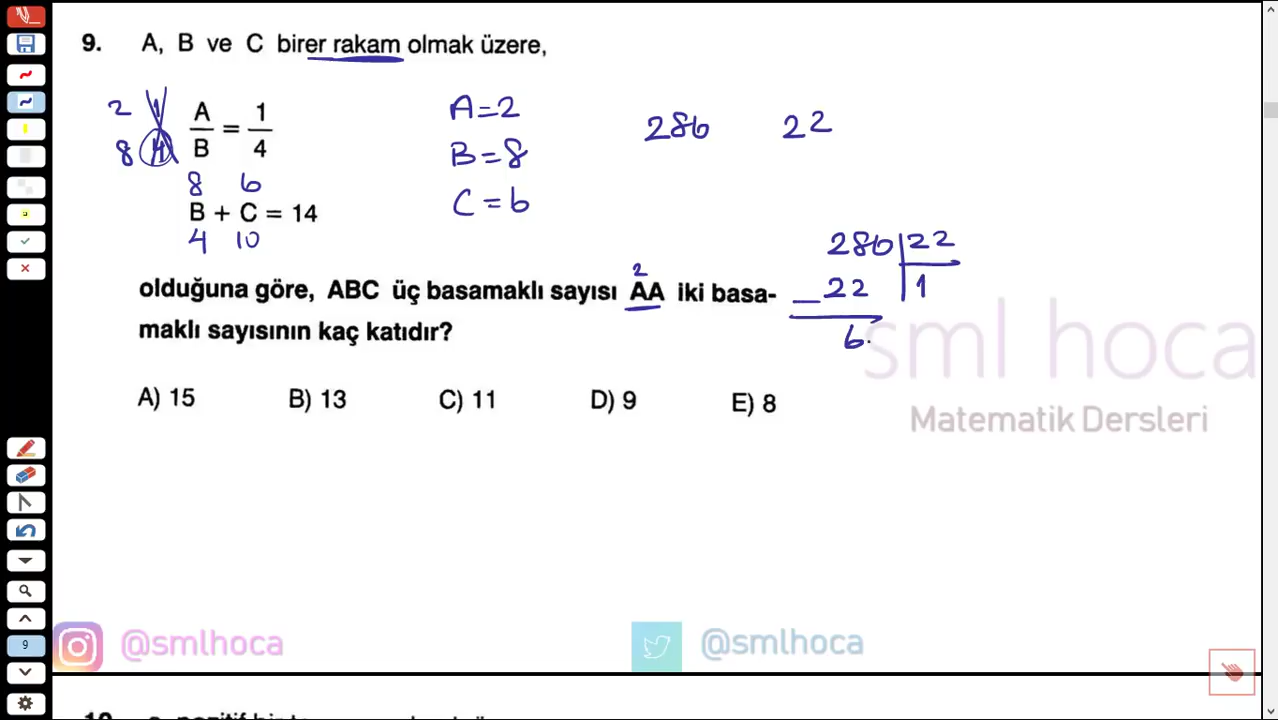 9. A, B ve C birer rakam olmak üzere,
2 1 A/B = 1/4
8 4
8 6
B + C = 14
4 10
A=2
B=8
C=6
286 22
286 22
22 1
6
2
olduğuna göre, ABC üç basamaklı sayısı AA iki basa-
maklı sayısının kaç katıdır?
A) 15 B) 13 C) 11 D) 9 E) 8
sml hoca
Matematik Dersleri
@smlhoca @smlhoca
9